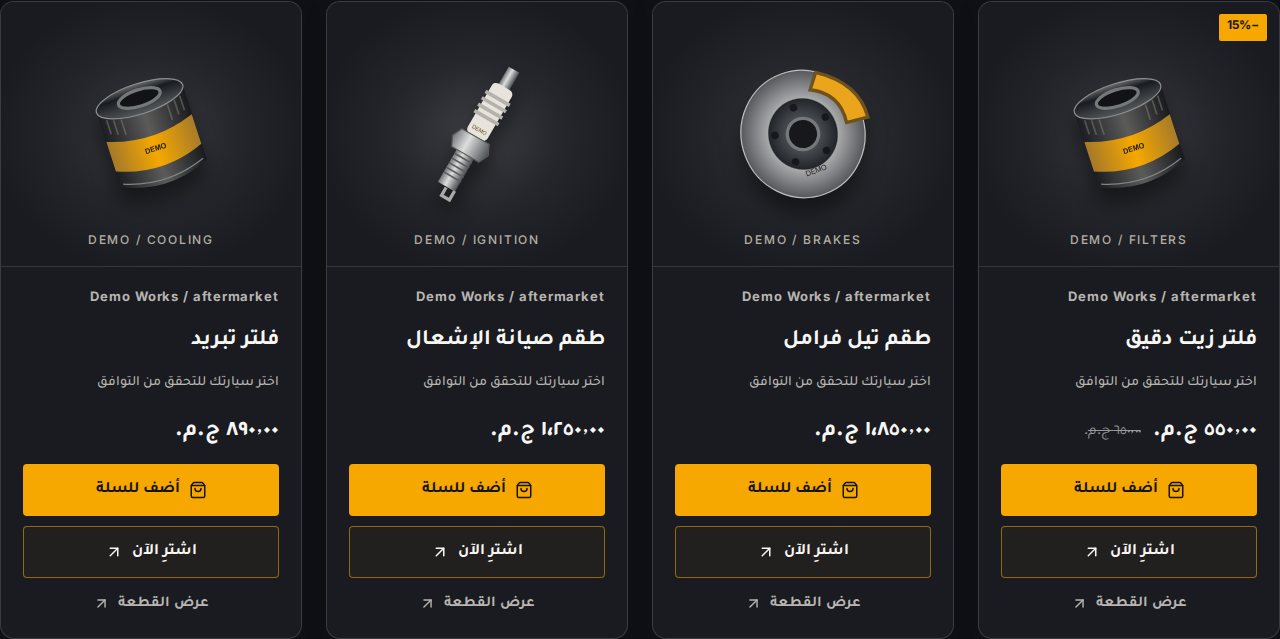 15%−
DEMO
DEMO / FILTERS
Demo Works / aftermarket
فلتر زيت دقيق
اختر سيارتك للتحقق من التوافق
٥٥٠٫٠٠ ج.م. ٦٥٠٫٠٠ ج.م.
أضف للسلة
اشترِ الآن
عرض القطعة
DEMO
DEMO / BRAKES
Demo Works / aftermarket
طقم تيل فرامل
اختر سيارتك للتحقق من التوافق
١٬٨٥٠٫٠٠ ج.م.
أضف للسلة
اشترِ الآن
عرض القطعة
DEMO
DEMO / IGNITION
Demo Works / aftermarket
طقم صيانة الإشعال
اختر سيارتك للتحقق من التوافق
١٬٢٥٠٫٠٠ ج.م.
أضف للسلة
اشترِ الآن
عرض القطعة
DEMO
DEMO / COOLING
Demo Works / aftermarket
فلتر تبريد
اختر سيارتك للتحقق من التوافق
٨٩٠٫٠٠ ج.م.
أضف للسلة
اشترِ الآن
عرض القطعة